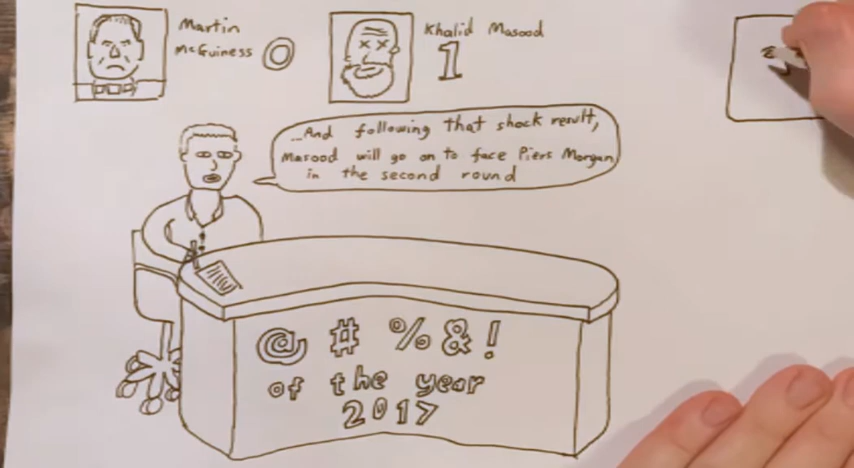 Martin
McGuiness
0
Khalid Masood
1
...And following that shock result,
Masood will go on to face Piers Morgan
in the second round
@ # % & !
of the year
2017